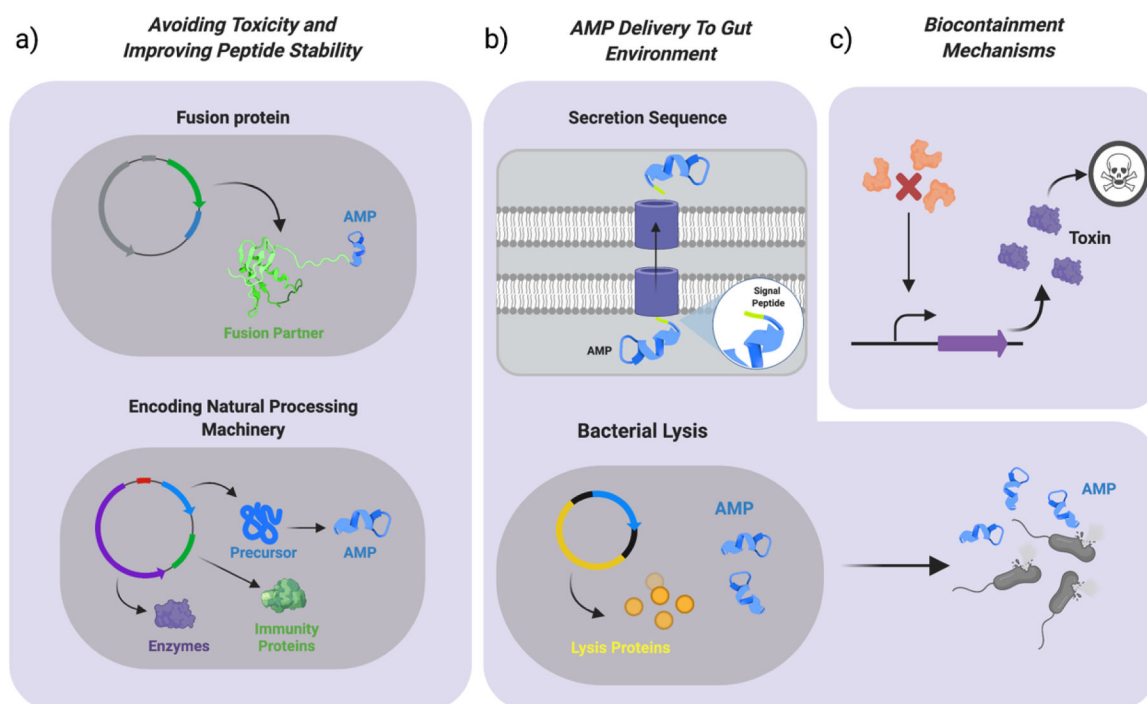 a)
Avoiding Toxicity and
Improving Peptide Stability
Fusion protein
AMP
Fusion Partner
Encoding Natural Processing
Machinery
Precursor
AMP
Immunity
Proteins
Enzymes
b)
AMP Delivery To Gut
Environment
Secretion Sequence
Signal
Peptide
AMP
Bacterial Lysis
AMP
Lysis Proteins
AMP
c)
Biocontainment
Mechanisms
Toxin